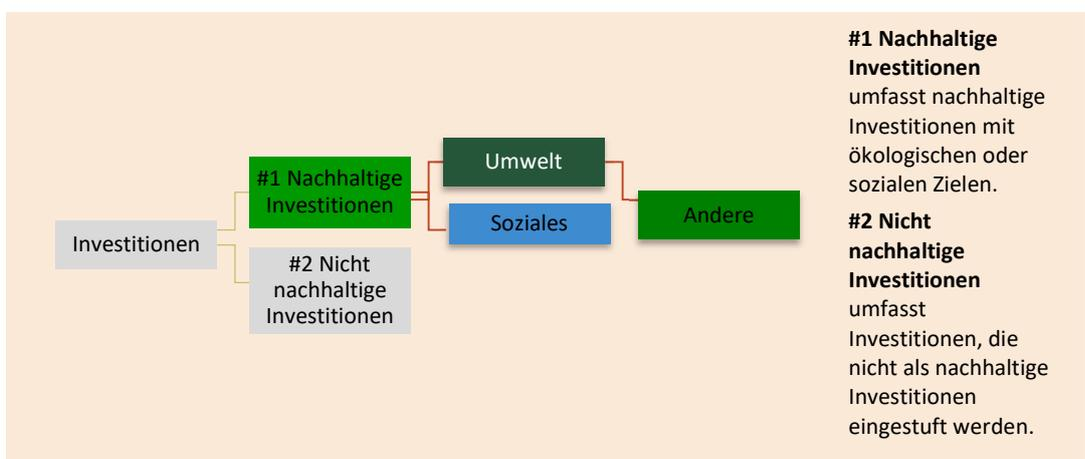 Investitionen
#1 Nachhaltige
Investitionen
#2 Nicht
nachhaltige
Investitionen
Umwelt
Soziales
Andere
#1 Nachhaltige
Investitionen
umfasst nachhaltige
Investitionen mit
ökologischen oder
sozialen Zielen.
#2 Nicht
nachhaltige
Investitionen
umfasst
Investitionen, die
nicht als nachhaltige
Investitionen
eingestuft werden.